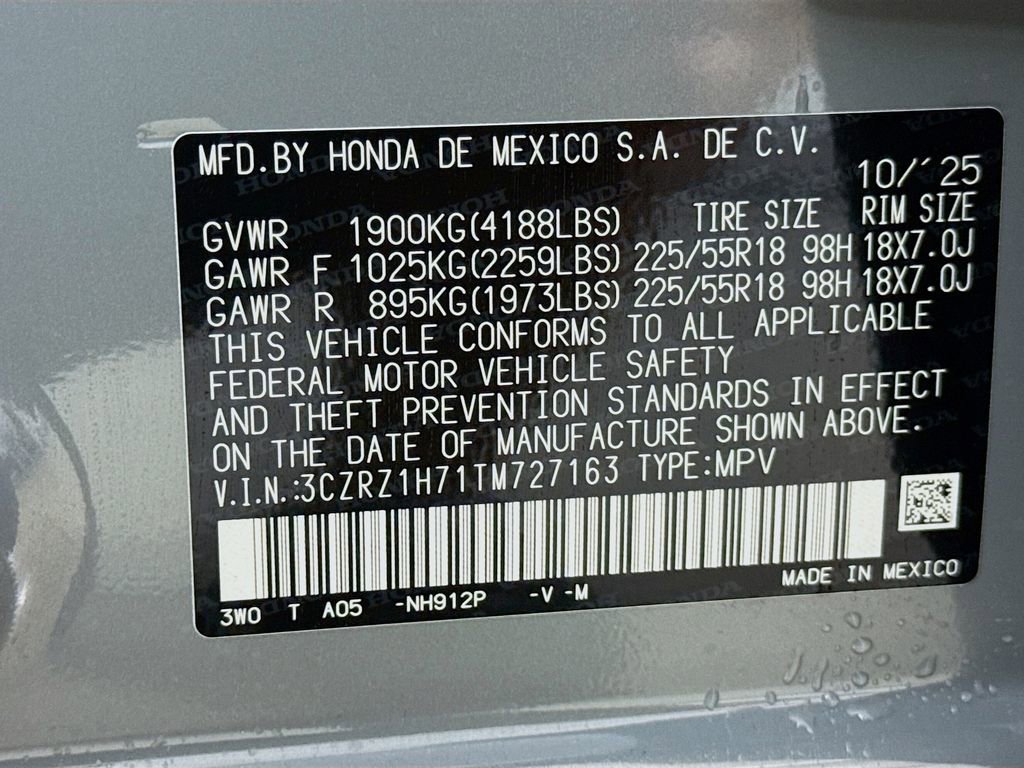 MFD.BY HONDA DE MEXICO S.A. DE C.V.
10/'25
GVWR 1900KG(4188LBS) TIRE SIZE RIM SIZE
GAWR F 1025KG(2259LBS) 225/55R18 98H 18X7.0J
GAWR R 895KG(1973LBS) 225/55R18 98H 18X7.0J
THIS VEHICLE CONFORMS TO ALL APPLICABLE
FEDERAL MOTOR VEHICLE SAFETY
AND THEFT PREVENTION STANDARDS IN EFFECT
ON THE DATE OF MANUFACTURE SHOWN ABOVE.
V.I.N.:3CZRZ1H71TM727163 TYPE:MPV
MADE IN MEXICO
3W0 T A05 -NH912P -V -M